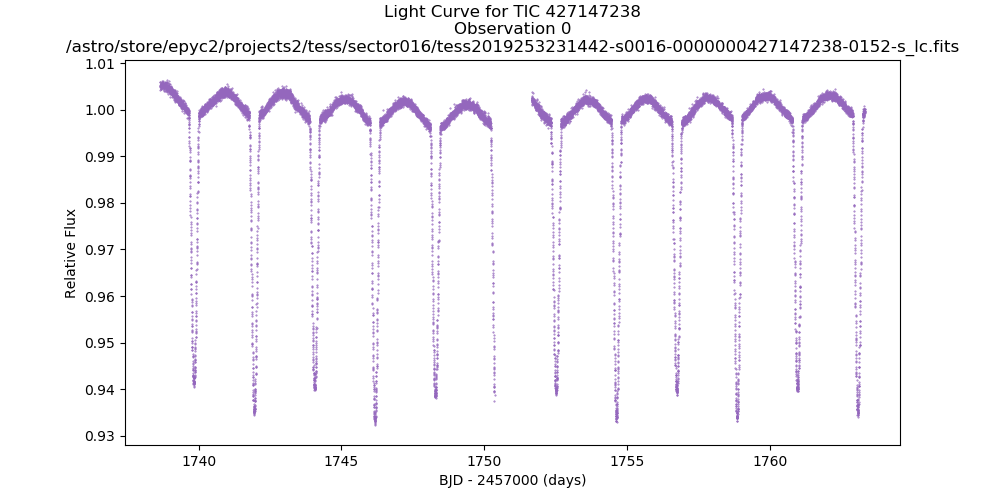 Light Curve for TIC 427147238
Observation 0
/astro/store/epyc2/projects2/tess/sector016/tess2019253231442-s0016-0000000427147238-0152-s_lc.fits
1.01
1.00
0.99
0.98
0.97
0.96
0.95
0.94
0.93
Relative Flux
1740
1745
1750
1755
1760
BJD - 2457000 (days)